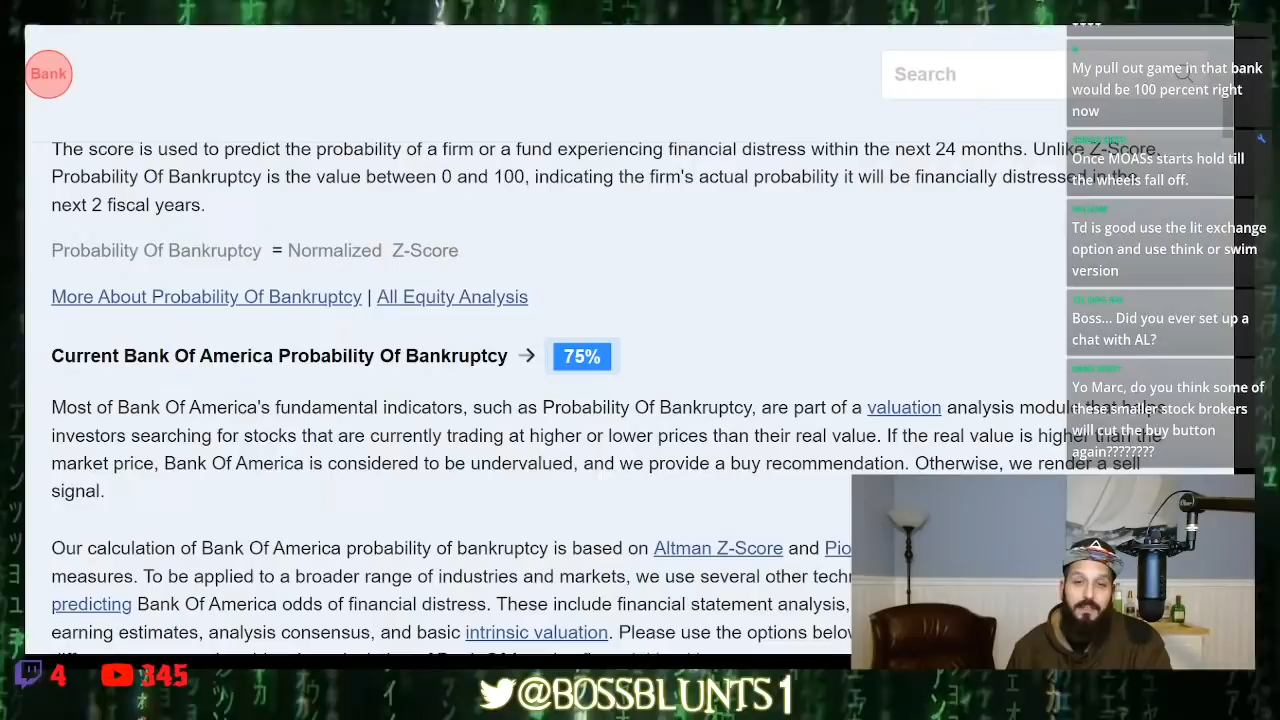 Bank
Search
The score is used to predict the probability of a firm or a fund experiencing financial distress within the next 24 months. Unlike Z-Score,
Probability Of Bankruptcy is the value between 0 and 100, indicating the firm's actual probability it will be financially distressed in the
next 2 fiscal years.
Probability Of Bankruptcy = Normalized Z-Score
More About Probability Of Bankruptcy | All Equity Analysis
Current Bank Of America Probability Of Bankruptcy → 75%
Most of Bank Of America's fundamental indicators, such as Probability Of Bankruptcy, are part of a valuation analysis module that helps
investors searching for stocks that are currently trading at higher or lower prices than their real value. If the real value is higher than the
market price, Bank Of America is considered to be undervalued, and we provide a buy recommendation. Otherwise, we render a sell
signal.
Our calculation of Bank Of America probability of bankruptcy is based on Altman Z-Score and
measures. To be applied to a broader range of industries and markets, we use several other
predicting Bank Of America odds of financial distress. These include financial statement analysis,
earning estimates, analysis consensus, and basic intrinsic valuation. Please use the options
My pull out game in that bank
would be 100 percent right
now
Once MOASs starts hold till
the wheels fall off.
Td is good use the lit exchange
option and use think or swim
version
Boss... Did you ever set up a
chat with AL?
Yo Marc, do you think some of
these smaller stock brokers
will cut the buy button
again????????
4
345
@BOSSBLUNTS1